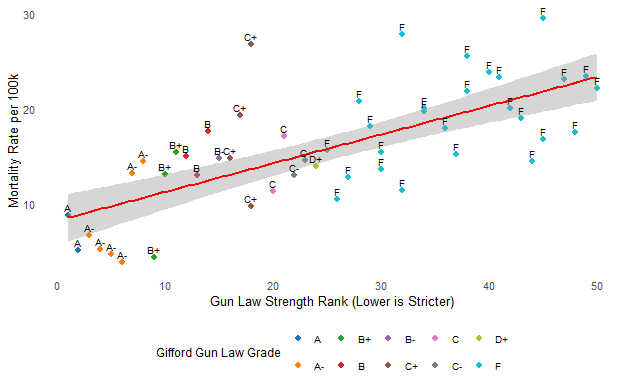 Mortality Rate per 100k
30 F
F
C+
F
F F F F
F F
F
20 F F
C+ F
F F
B F
C F
B+ B F F F
B- C+
A- C D+ F
A- B+ B C- F F
C F
10 C+ F
A
A-
A A- A- B+
A-
0 10 20 30 40 50
Gun Law Strength Rank (Lower is Stricter)
Gifford Gun Law Grade
A B+ B- C D+
A- B C+ C- F